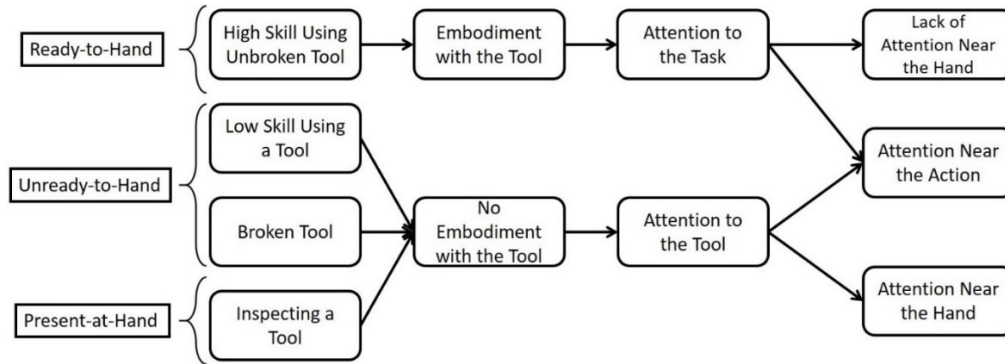 Ready-to-Hand
High Skill Using
Unbroken Tool
Embodiment
with the Tool
Attention to
the Task
Lack of
Attention Near
the Hand
Unready-to-Hand
Low Skill Using
a Tool
Broken Tool
No
Embodiment
with the Tool
Attention to
the Tool
Attention Near
the Action
Present-at-Hand
Inspecting a
Tool
Attention Near
the Hand